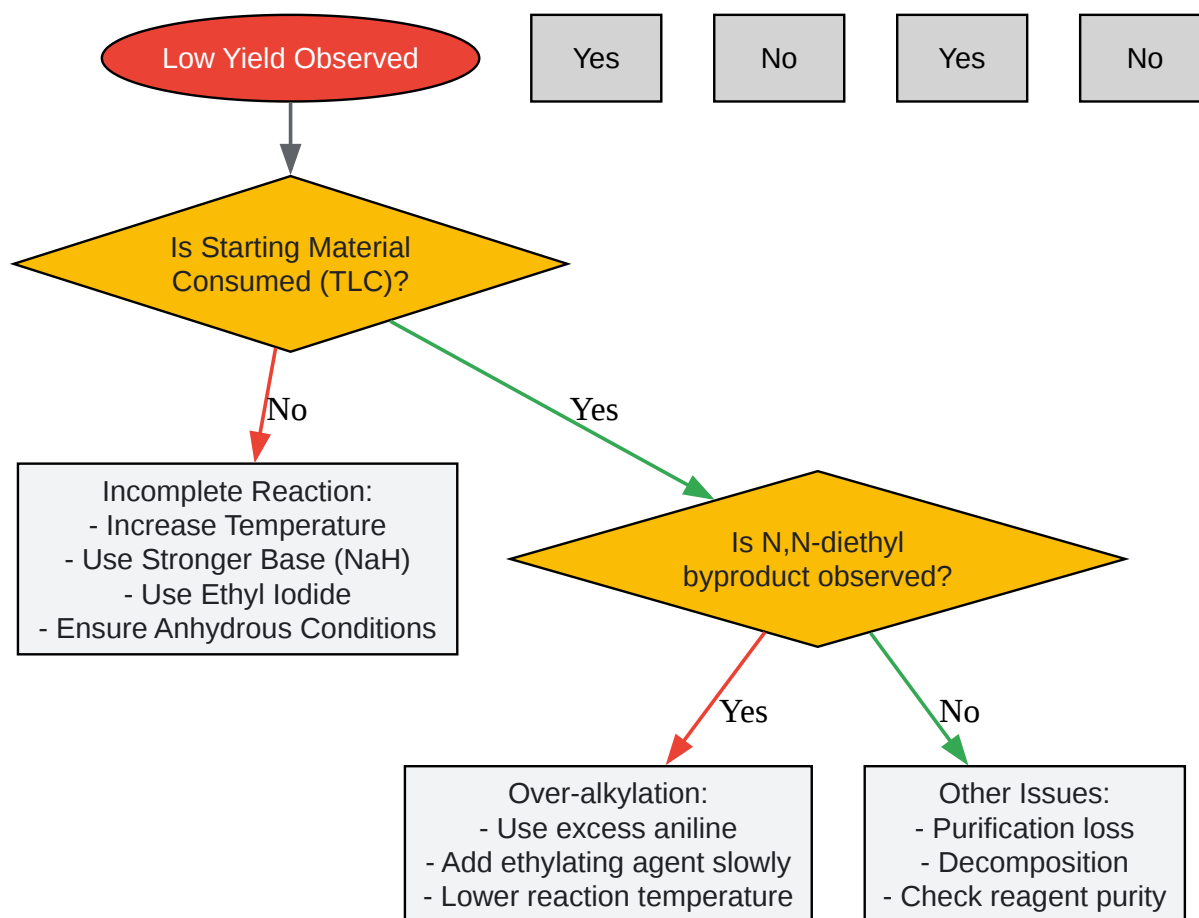 Low Yield Observed
Yes
No
Yes
No
Is Starting Material
Consumed (TLC)?
No
Yes
Incomplete Reaction:
- Increase Temperature
- Use Stronger Base (NaH)
- Use Ethyl Iodide
- Ensure Anhydrous Conditions
Is N,N-diethyl
byproduct observed?
Yes
No
Over-alkylation:
- Use excess aniline
- Add ethylating agent slowly
- Lower reaction temperature
Other Issues:
- Purification loss
- Decomposition
- Check reagent purity